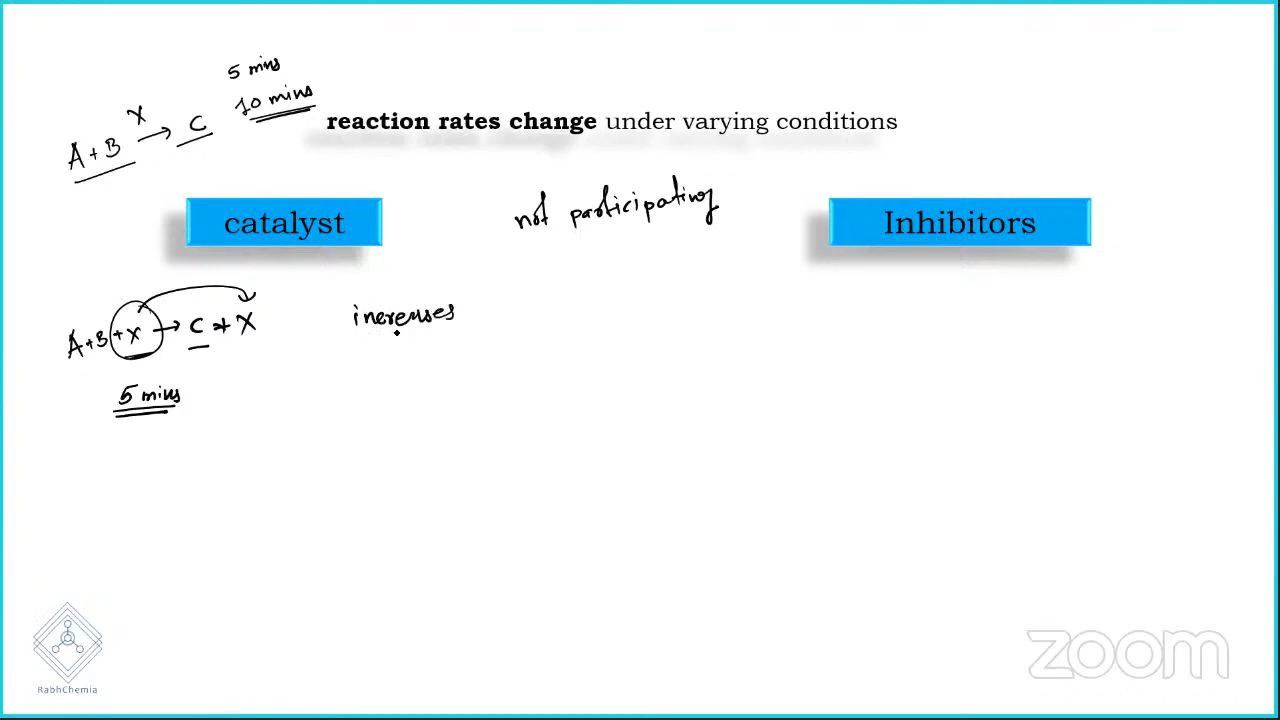 5 mins
10 mins
A + B X → C
reaction rates change under varying conditions
catalyst
not participating
Inhibitors
A + B + X → C + X
increases
5 mins
RabhChemia
zoom